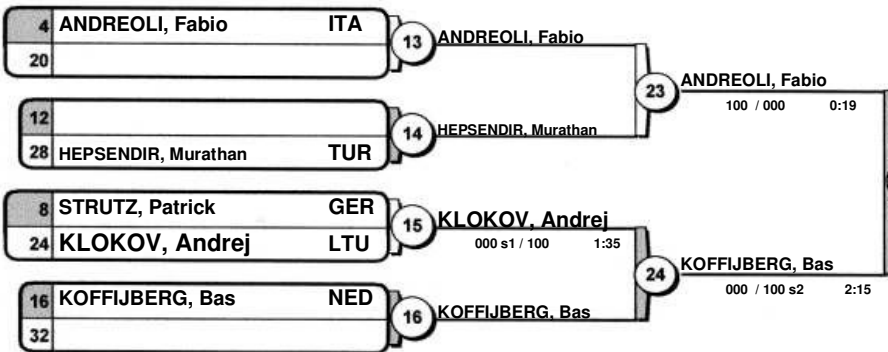 4 ANDREOLI, Fabio ITA
20
13 ANDREOLI, Fabio
12
28 HEPSENDIR, Murathan TUR
14 HEPSENDIR, Murathan
23 ANDREOLI, Fabio
100 / 000 0:19
8 STRUTZ, Patrick GER
24 KLOKOV, Andrej LTU
15 KLOKOV, Andrej
000 s1 / 100 1:35
16 KOFFIJBERG, Bas NED
32
16 KOFFIJBERG, Bas
24 KOFFIJBERG, Bas
000 / 100 s2 2:15